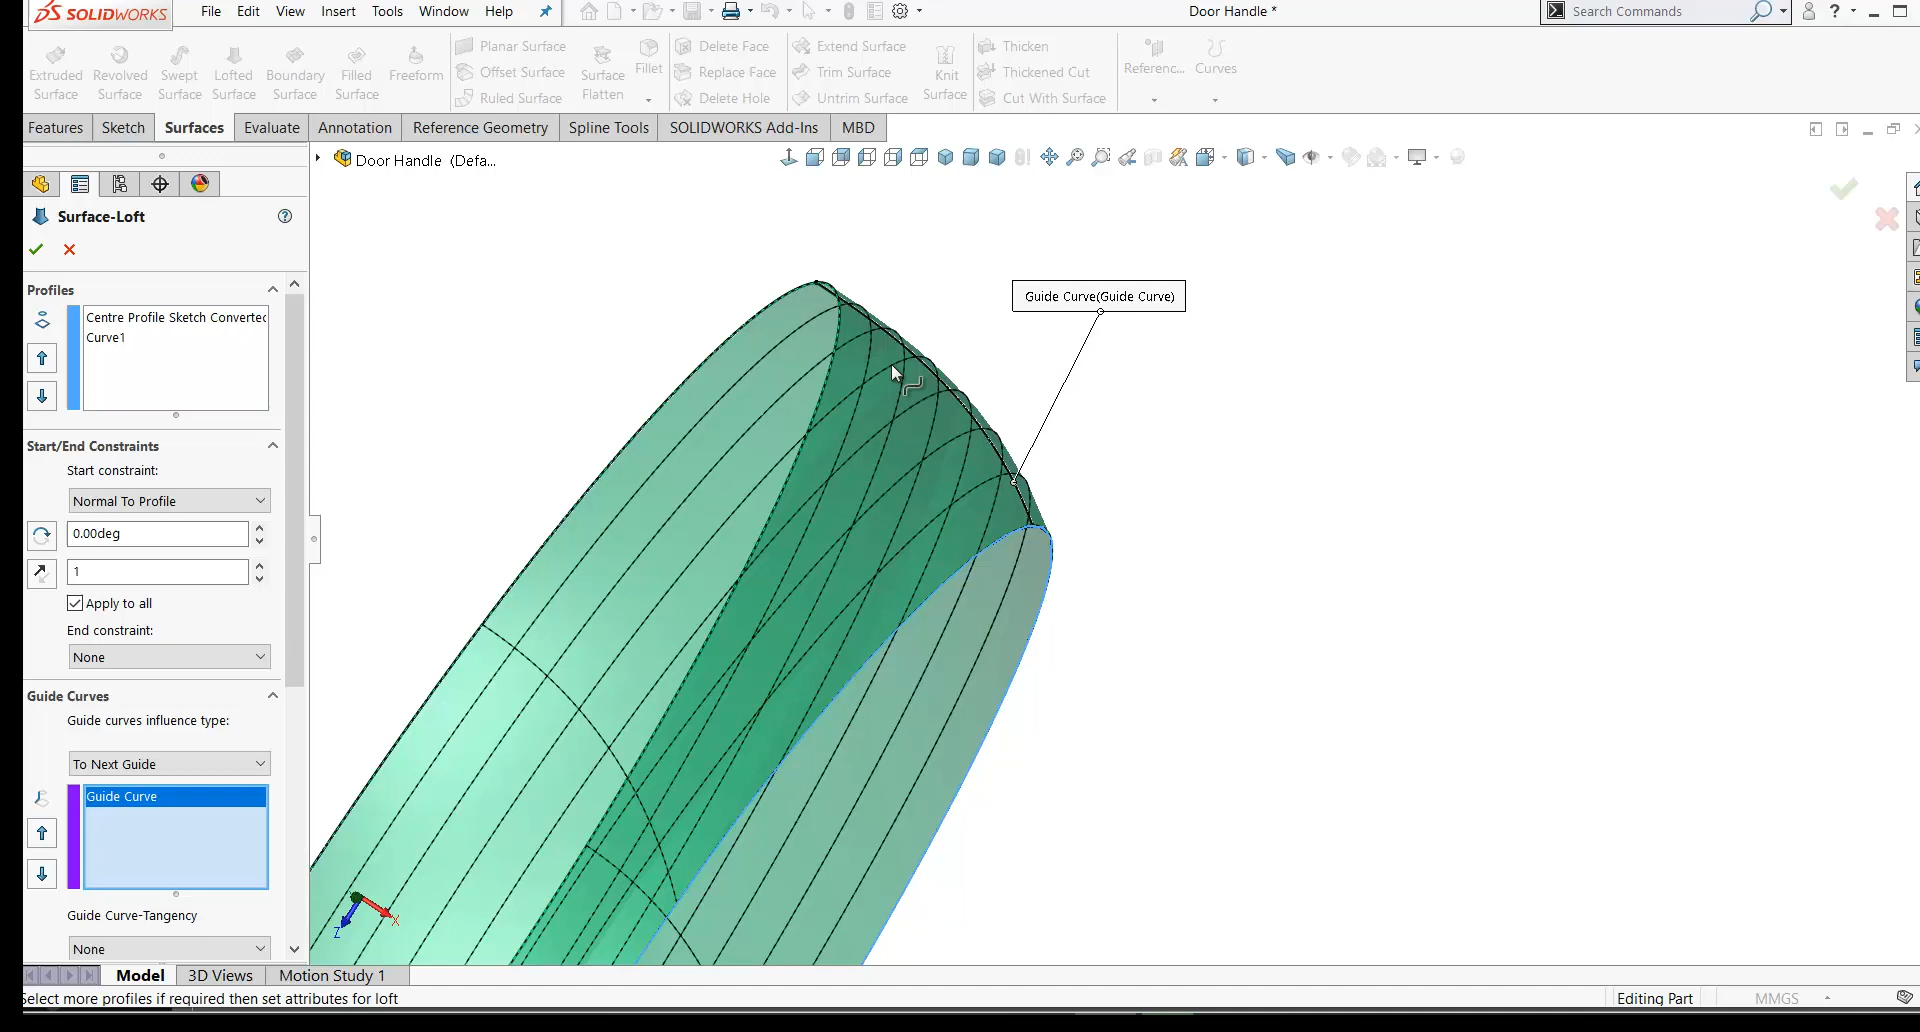 SOLIDWORKS
File Edit View Insert Tools Window Help
Door Handle *
Search Commands
Extruded Surface
Revolved Surface
Swept Surface
Lofted Surface
Boundary Surface
Filled Surface
Freeform
Planar Surface
Offset Surface
Ruled Surface
Surface Flatten
Fillet
Delete Face
Replace Face
Delete Hole
Extend Surface
Trim Surface
Untrim Surface
Knit Surface
Thicken
Thickened Cut
Cut With Surface
Referenc...
Curves
Features Sketch Surfaces Evaluate Annotation Reference Geometry Spline Tools SOLIDWORKS Add-Ins MBD
Door Handle (Defa...
Surface-Loft
Profiles
Centre Profile Sketch Converted
Curve1
Start/End Constraints
Start constraint:
Normal To Profile
0.00deg
1
Apply to all
End constraint:
None
Guide Curves
Guide curves influence type:
To Next Guide
Guide Curve
Guide Curve-Tangency
None
Guide Curve(Guide Curve)
X
Z
Model 3D Views Motion Study 1
Select more profiles if required then set attributes for loft
Editing Part
MMGS